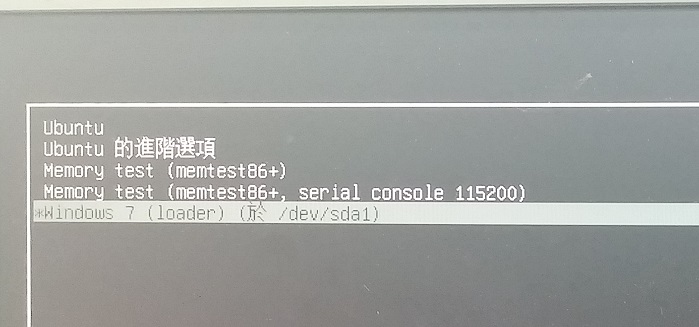 Ubuntu
Ubuntu 的進階選項
Memory test (memtest86+)
Memory test (memtest86+, serial console 115200)
*Windows 7 (loader) (於 /dev/sda1)